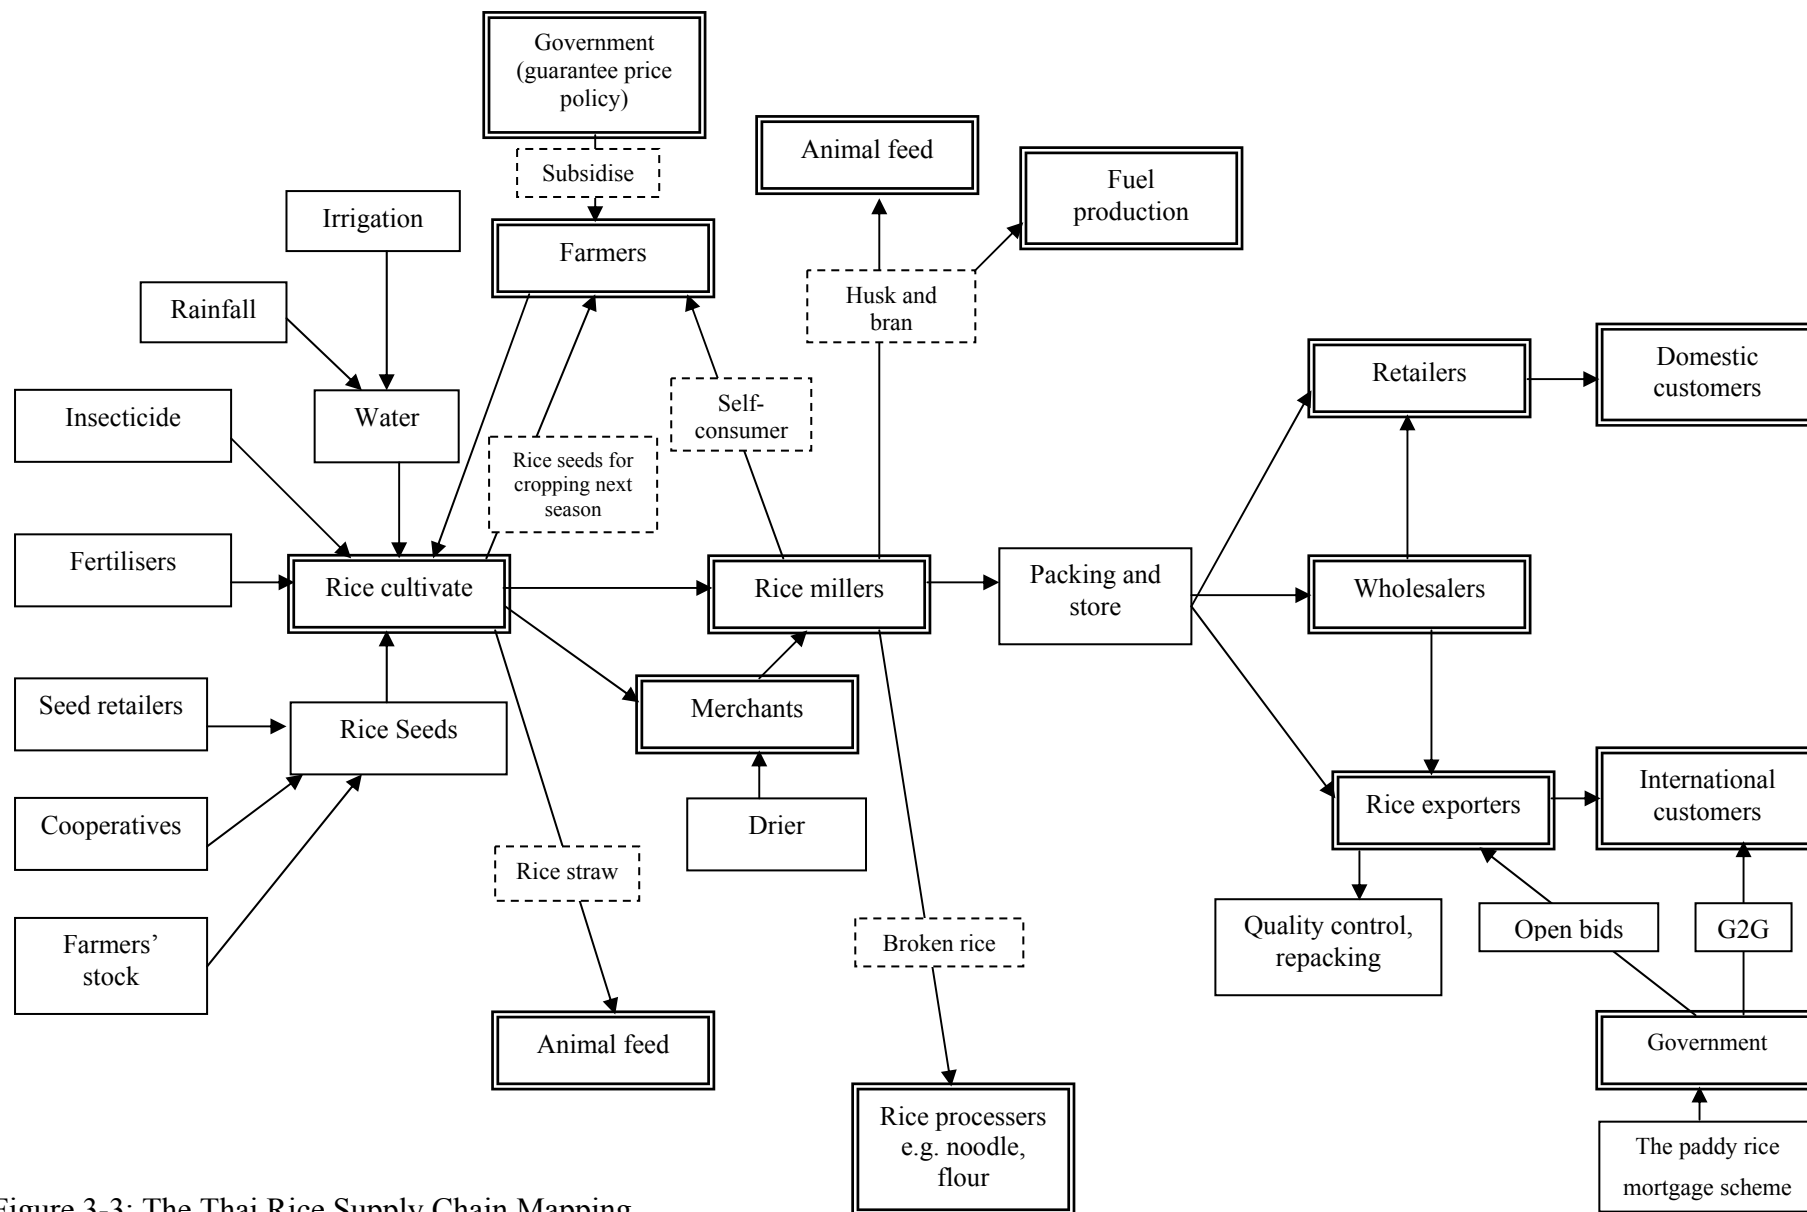 Government
(guarantee price
policy)
Subsidise
Farmers
Animal feed
Fuel
production
Husk and
bran
Irrigation
Rainfall
Insecticide
Water
Rice seeds for
cropping next
season
Self-
consumer
Fertilisers
Rice cultivate
Rice millers
Packing and
store
Retailers
Domestic
customers
Wholesalers
Seed retailers
Rice Seeds
Merchants
Cooperatives
Drier
Rice exporters
International
customers
Rice straw
Farmers’
stock
Broken rice
Quality control,
repacking
Open bids
G2G
Animal feed
Government
Rice processers
e.g. noodle,
flour
The paddy rice
mortgage scheme
Figure 3-3: The Thai Rice Supply Chain Mapping